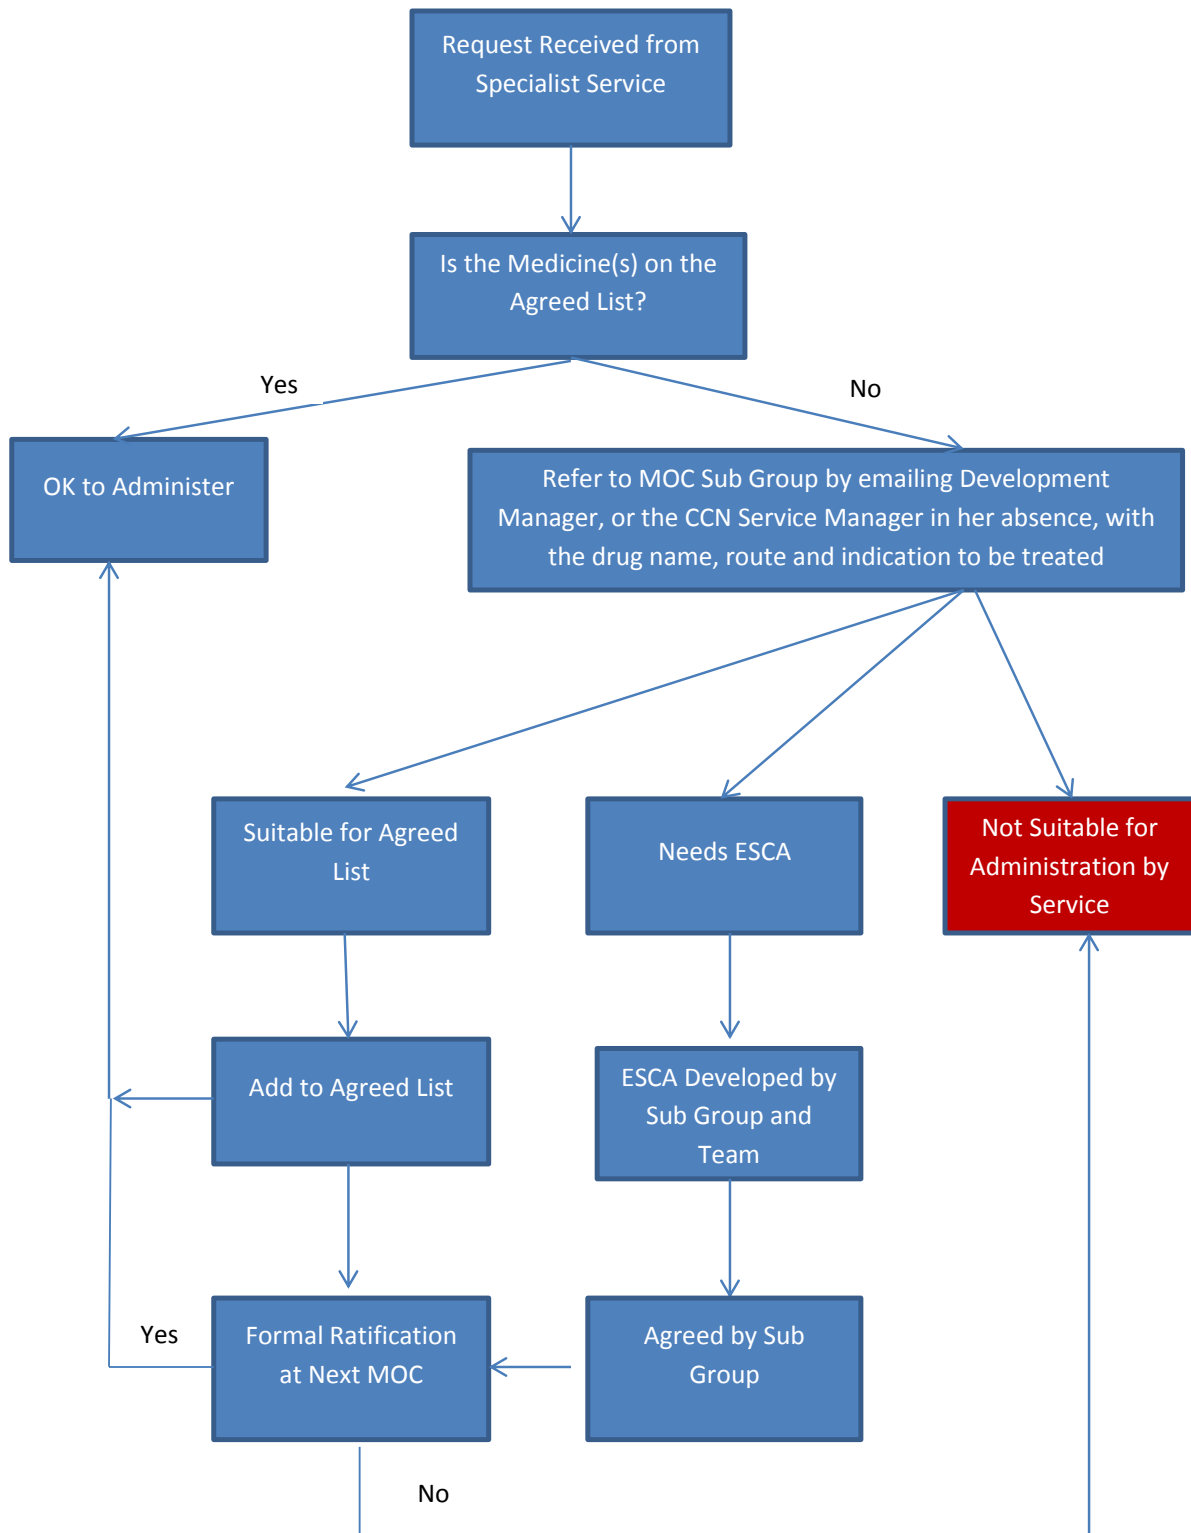 Request Received from
Specialist Service
Is the Medicine(s) on the
Agreed List?
Yes
No
OK to Administer
Refer to MOC Sub Group by emailing Development
Manager, or the CCN Service Manager in her absence, with
the drug name, route and indication to be treated
Suitable for Agreed
List
Needs ESCA
Not Suitable for
Administration by
Service
Add to Agreed List
ESCA Developed by
Sub Group and
Team
Yes
Formal Ratification
at Next MOC
Agreed by Sub
Group
No